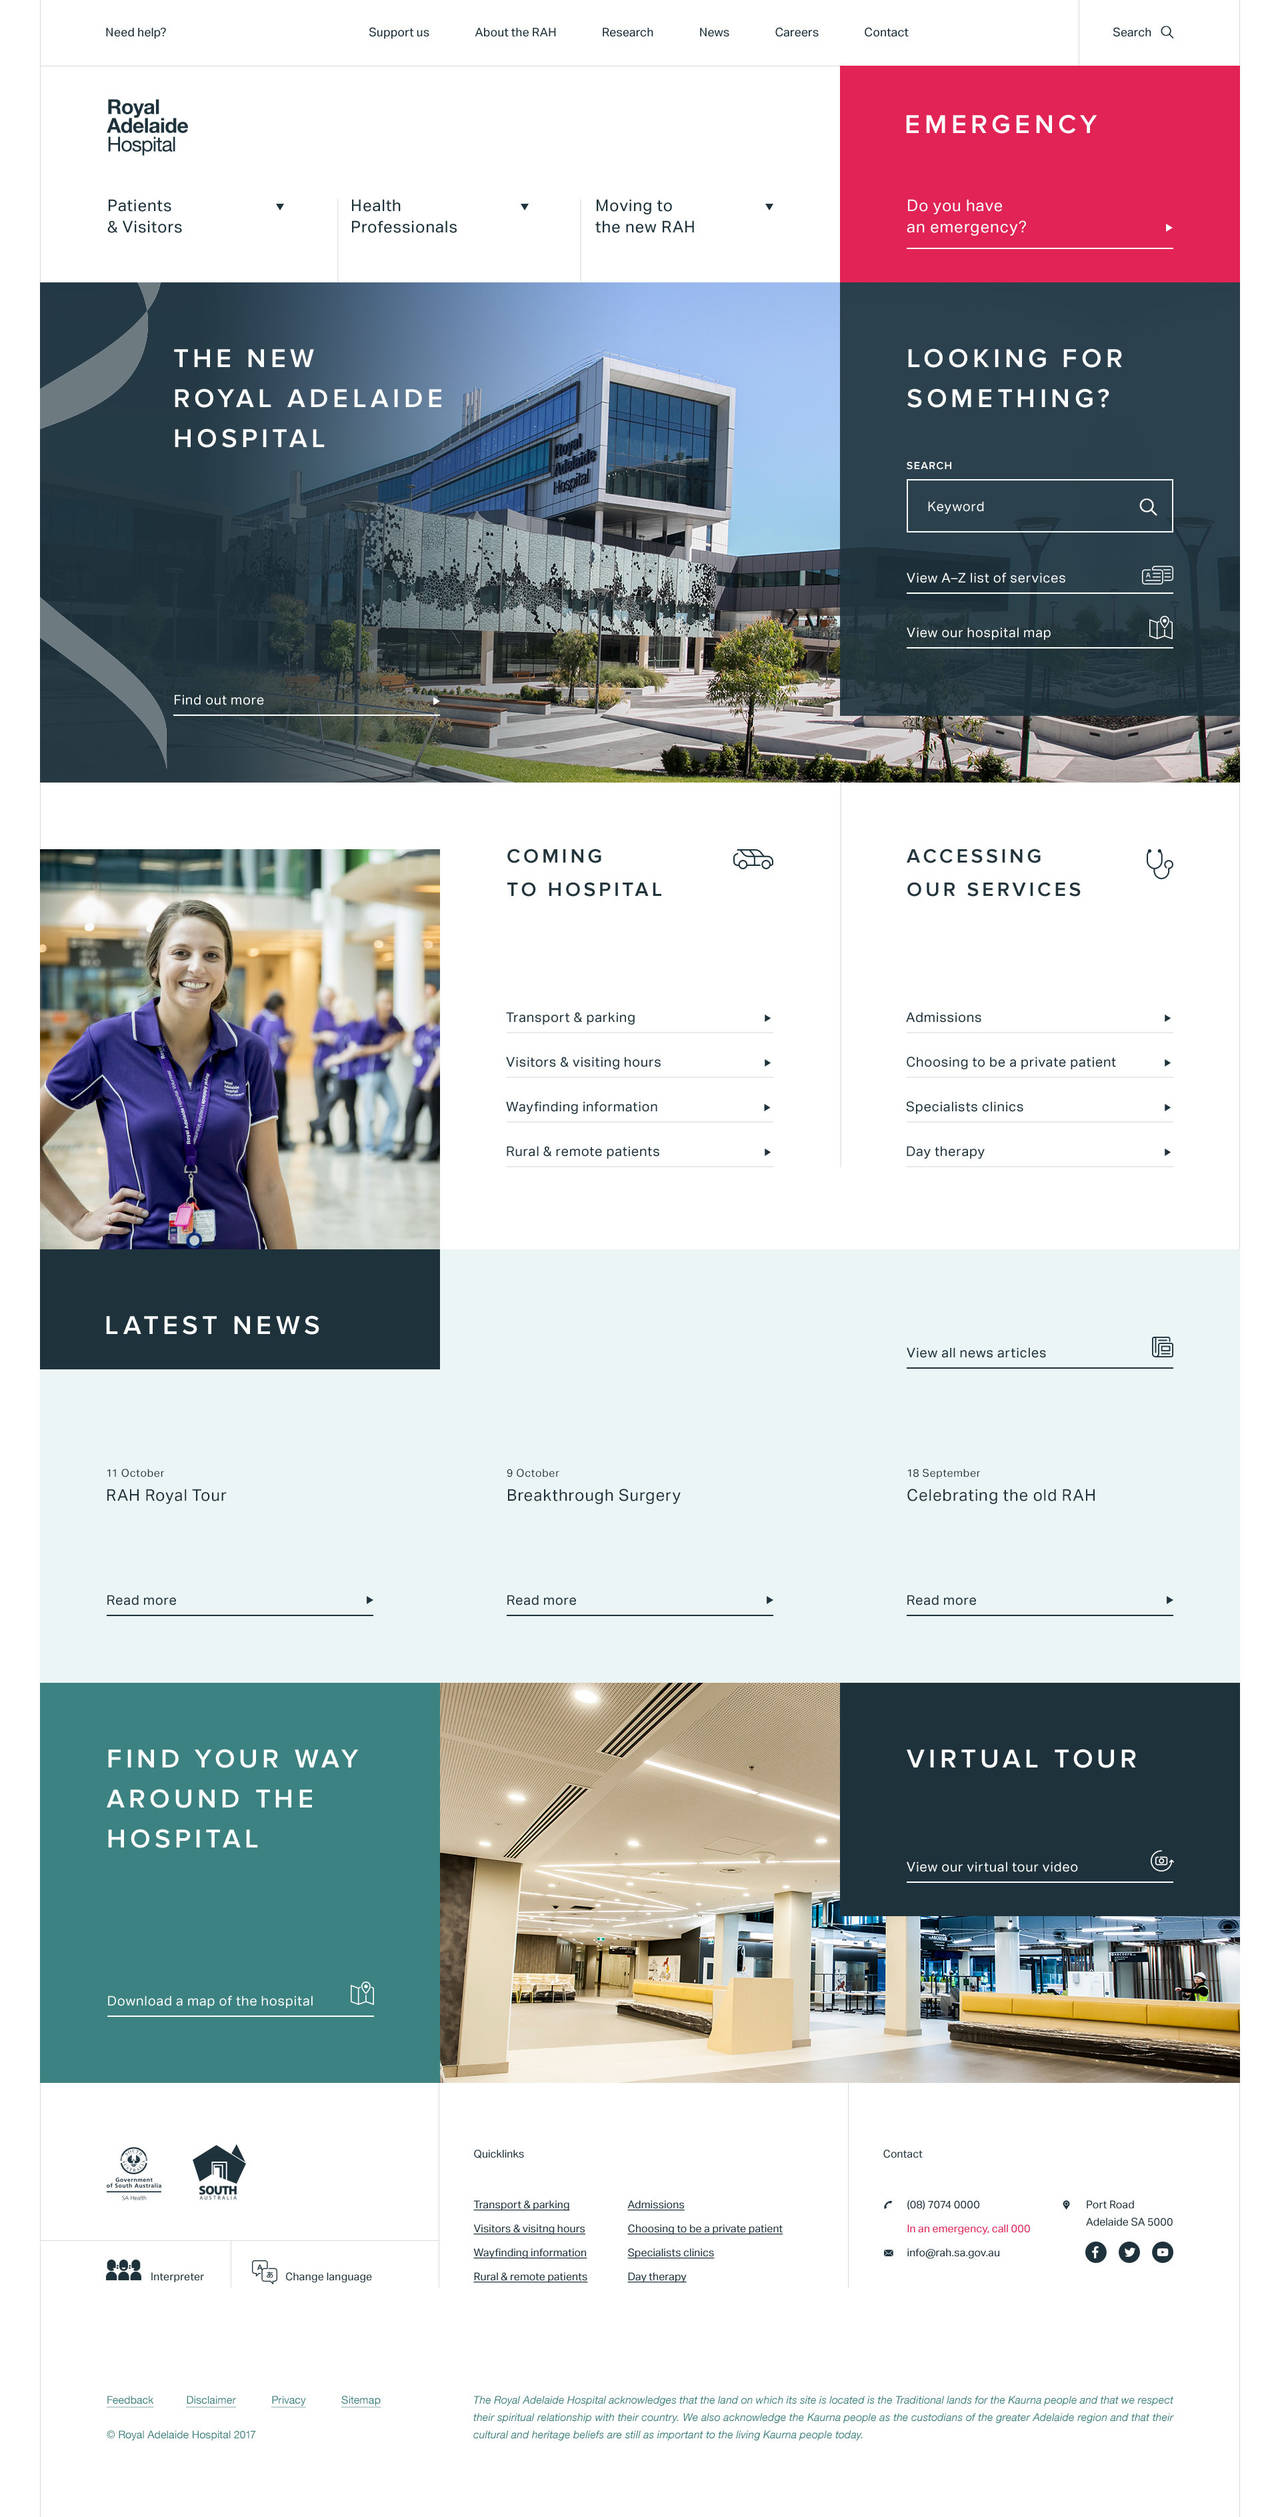 Need help?
Support us
About the RAH
Research
News
Careers
Contact
Search
Royal
Adelaide
Hospital
Patients
& Visitors
Health
Professionals
Moving to
the new RAH
EMERGENCY
Do you have
an emergency?
THE NEW
ROYAL ADELAIDE
HOSPITAL
Royal
Adelaide
Hospital
Find out more
LOOKING FOR
SOMETHING?
SEARCH
Keyword
View A–Z list of services
View our hospital map
COMING
TO HOSPITAL
Transport & parking
Visitors & visiting hours
Wayfinding information
Rural & remote patients
ACCESSING
OUR SERVICES
Admissions
Choosing to be a private patient
Specialists clinics
Day therapy
LATEST NEWS
View all news articles
11 October
RAH Royal Tour
Read more
9 October
Breakthrough Surgery
Read more
18 September
Celebrating the old RAH
Read more
FIND YOUR WAY
AROUND THE
HOSPITAL
Download a map of the hospital
VIRTUAL TOUR
View our virtual tour video
Government
of South Australia
SA Health
SOUTH
AUSTRALIA
Interpreter
Change language
Quicklinks
Transport & parking
Visitors & visitng hours
Wayfinding information
Rural & remote patients
Admissions
Choosing to be a private patient
Specialists clinics
Day therapy
Contact
(08) 7074 0000
In an emergency, call 000
info@rah.sa.gov.au
Port Road
Adelaide SA 5000
Feedback
Disclaimer
Privacy
Sitemap
© Royal Adelaide Hospital 2017
The Royal Adelaide Hospital acknowledges that the land on which its site is located is the Traditional lands for the Kaurna people and that we respect
their spiritual relationship with their country. We also acknowledge the Kaurna people as the custodians of the greater Adelaide region and that their
cultural and heritage beliefs are still as important to the living Kaurna people today.